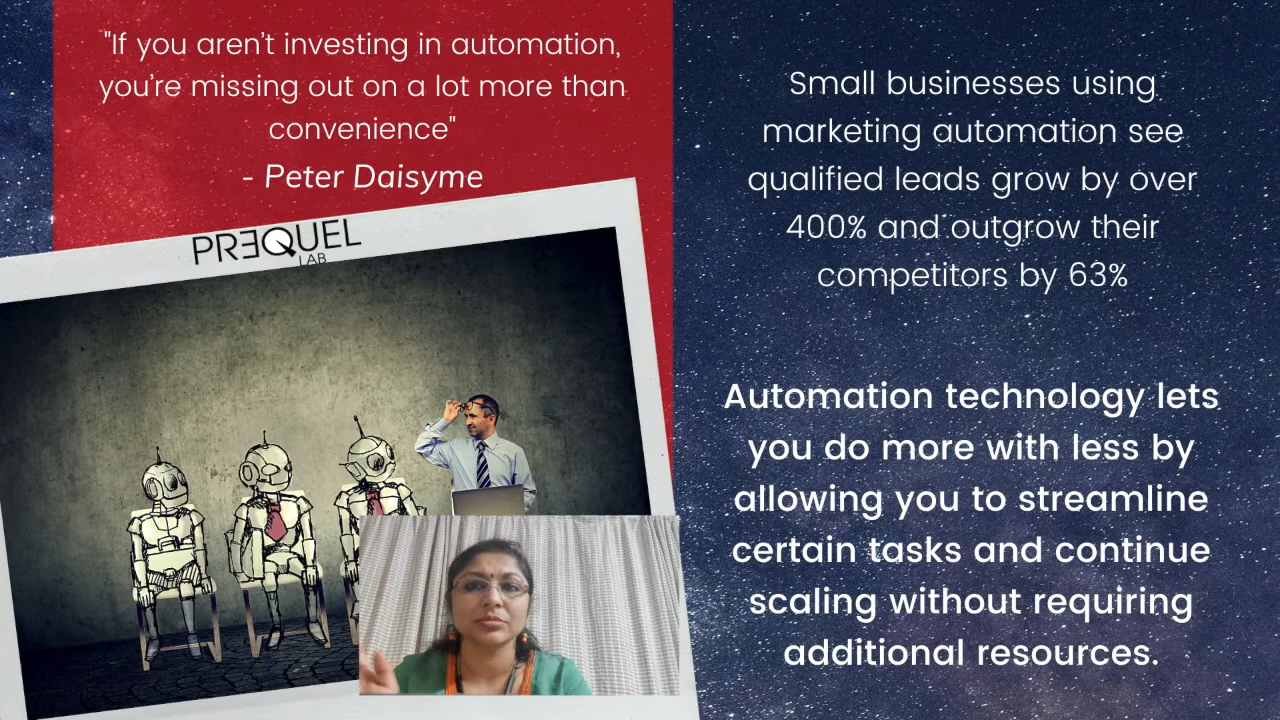 "If you aren't investing in automation,
you're missing out on a lot more than
convenience"
- Peter Daisyme
PRƎQUEL
LAB
Small businesses using
marketing automation see
qualified leads grow by over
400% and outgrow their
competitors by 63%
Automation technology lets
you do more with less by
allowing you to streamline
certain tasks and continue
scaling without requiring
additional resources.